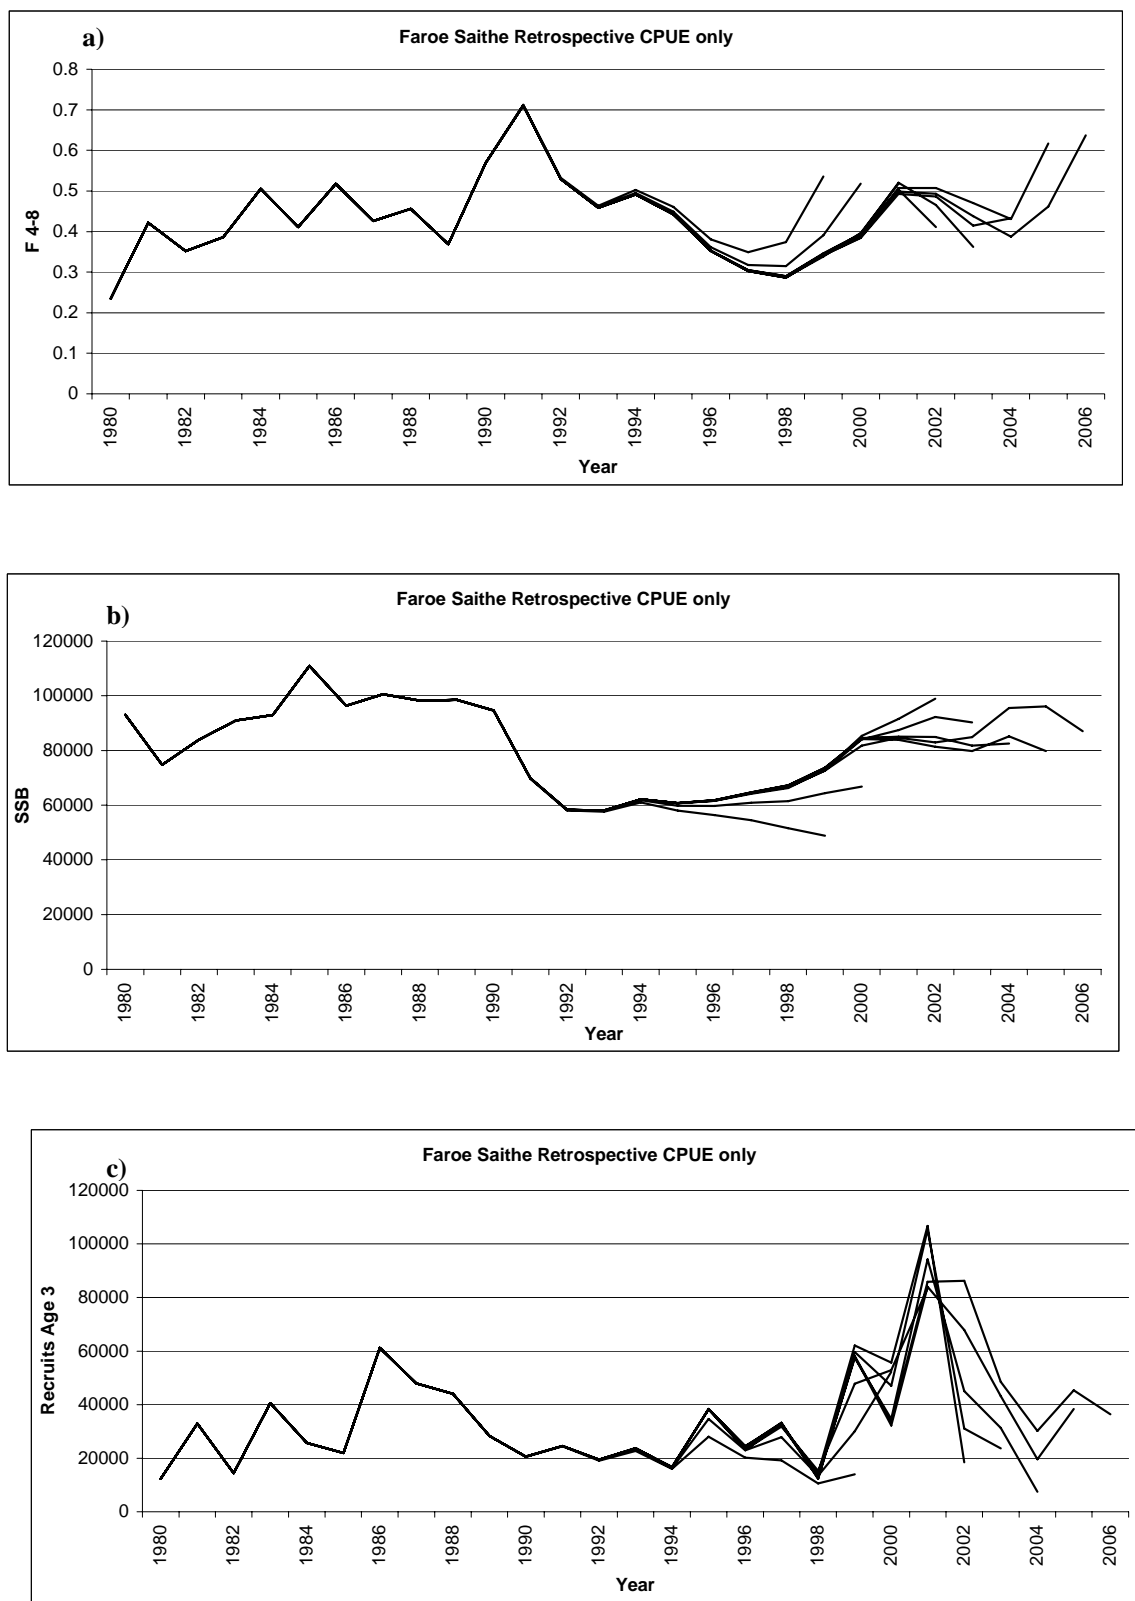 a)
Faroe Saithe Retrospective CPUE only
0.8
0.7
0.6
0.5
0.4
0.3
0.2
0.1
0
F 4-8
1980 1982 1984 1986 1988 1990 1992 1994 1996 1998 2000 2002 2004 2006
Year
b)
Faroe Saithe Retrospective CPUE only
120000
100000
80000
60000
40000
20000
0
SSB
1980 1982 1984 1986 1988 1990 1992 1994 1996 1998 2000 2002 2004 2006
Year
c)
Faroe Saithe Retrospective CPUE only
120000
100000
80000
60000
40000
20000
0
Recruits Age 3
1980 1982 1984 1986 1988 1990 1992 1994 1996 1998 2000 2002 2004 2006
Year